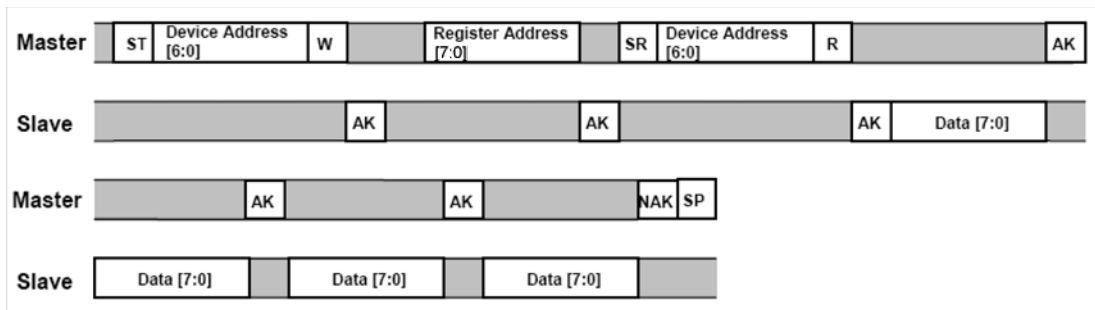 Master ST Device Address [6:0] W Register Address [7:0] SR Device Address [6:0] R AK
Slave AK AK AK Data [7:0]
Master AK AK NAK SP
Slave Data [7:0] Data [7:0] Data [7:0]